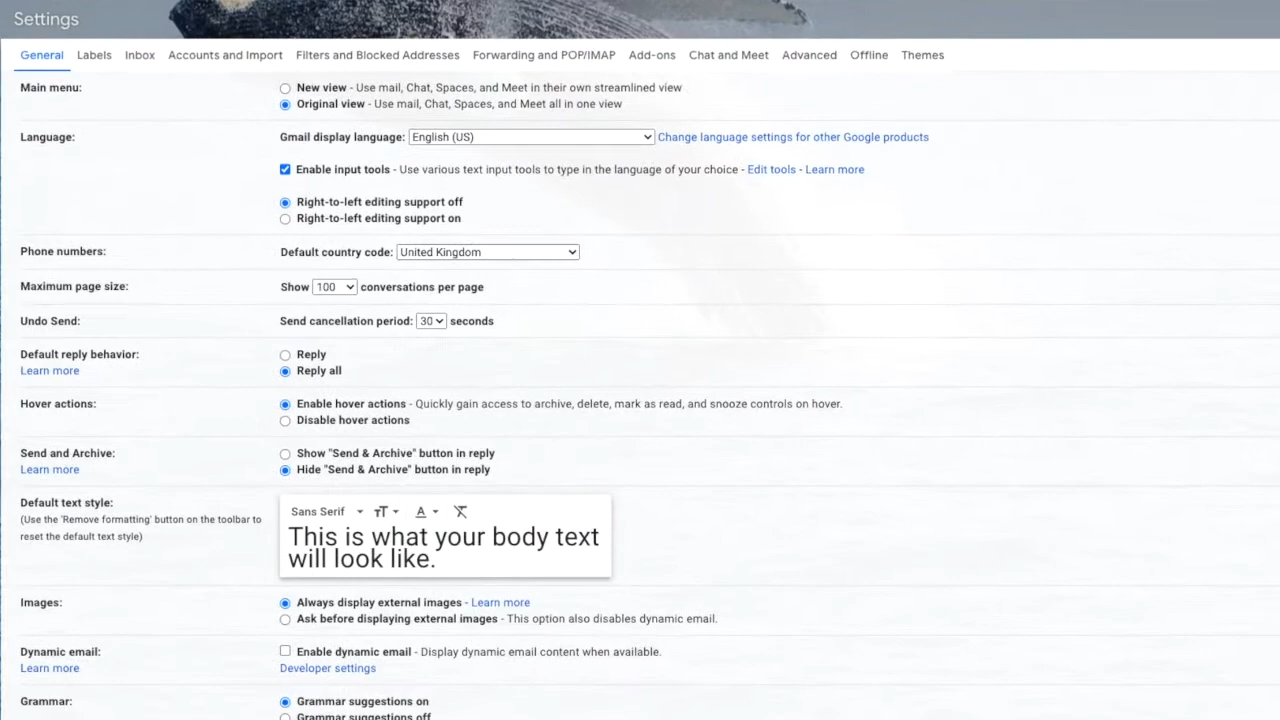 Settings
General Labels Inbox Accounts and Import Filters and Blocked Addresses Forwarding and POP/IMAP Add-ons Chat and Meet Advanced Offline Themes
Main menu:
New view - Use mail, Chat, Spaces, and Meet in their own streamlined view
Original view - Use mail, Chat, Spaces, and Meet all in one view
Language:
Gmail display language: English (US) Change language settings for other Google products
Enable input tools - Use various text input tools to type in the language of your choice - Edit tools - Learn more
Right-to-left editing support off
Right-to-left editing support on
Phone numbers:
Default country code: United Kingdom
Maximum page size:
Show 100 conversations per page
Undo Send:
Send cancellation period: 30 seconds
Default reply behavior:
Learn more
Reply
Reply all
Hover actions:
Enable hover actions - Quickly gain access to archive, delete, mark as read, and snooze controls on hover.
Disable hover actions
Send and Archive:
Learn more
Show "Send & Archive" button in reply
Hide "Send & Archive" button in reply
Default text style:
(Use the 'Remove formatting' button on the toolbar to
reset the default text style)
Sans Serif
This is what your body text
will look like.
Images:
Always display external images - Learn more
Ask before displaying external images - This option also disables dynamic email.
Dynamic email:
Learn more
Enable dynamic email - Display dynamic email content when available.
Developer settings
Grammar:
Grammar suggestions on
Grammar suggestions off